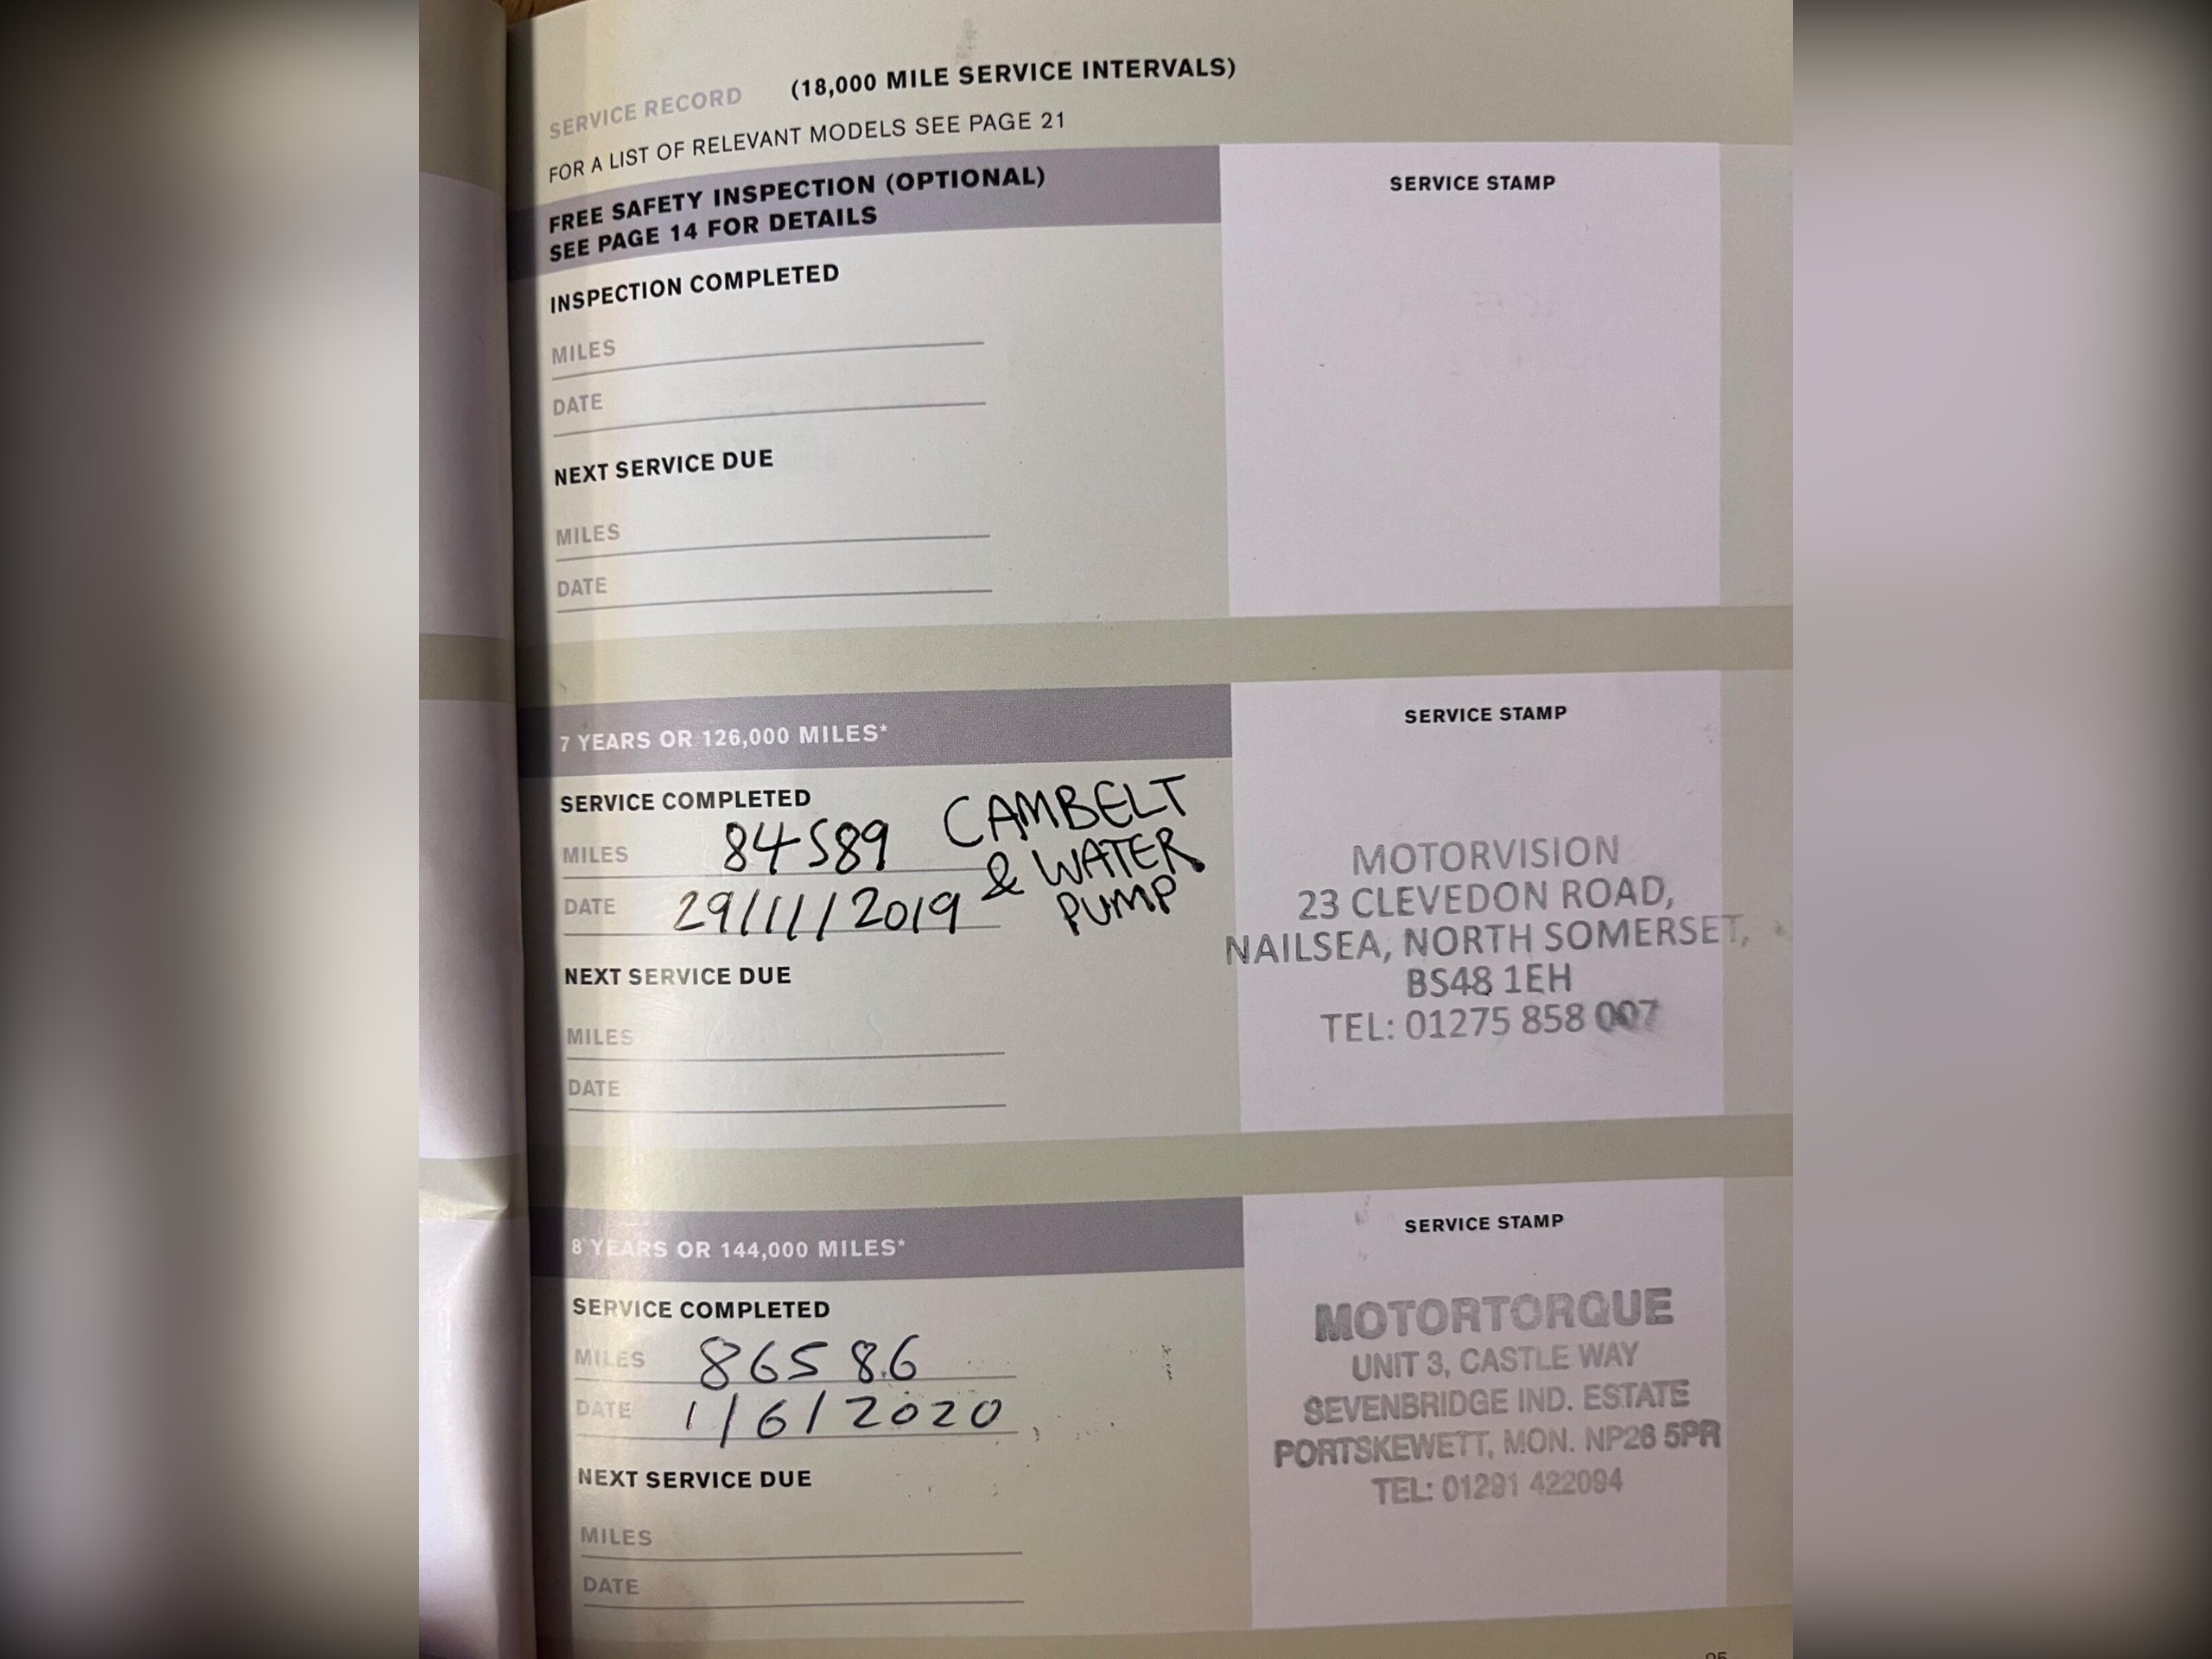 SERVICE RECORD (18,000 MILE SERVICE INTERVALS)
FOR A LIST OF RELEVANT MODELS SEE PAGE 21
FREE SAFETY INSPECTION (OPTIONAL)
SEE PAGE 14 FOR DETAILS
SERVICE STAMP
INSPECTION COMPLETED
MILES
DATE
NEXT SERVICE DUE
MILES
DATE
7 YEARS OR 126,000 MILES*
SERVICE STAMP
SERVICE COMPLETED
MILES 84589
DATE 29/11/2019
CAMBELT
& WATER
PUMP
MOTORVISION
23 CLEVEDON ROAD,
NAILSEA, NORTH SOMERSET,
BS48 1EH
TEL: 01275 858 007
NEXT SERVICE DUE
MILES
DATE
8 YEARS OR 144,000 MILES*
SERVICE STAMP
SERVICE COMPLETED
MILES 86586
DATE 1/6/2020
MOTORTORQUE
UNIT 3, CASTLE WAY
SEVENBRIDGE IND. ESTATE
PORTSKEWETT, MON. NP26 5PR
TEL: 01291 422094
NEXT SERVICE DUE
MILES
DATE